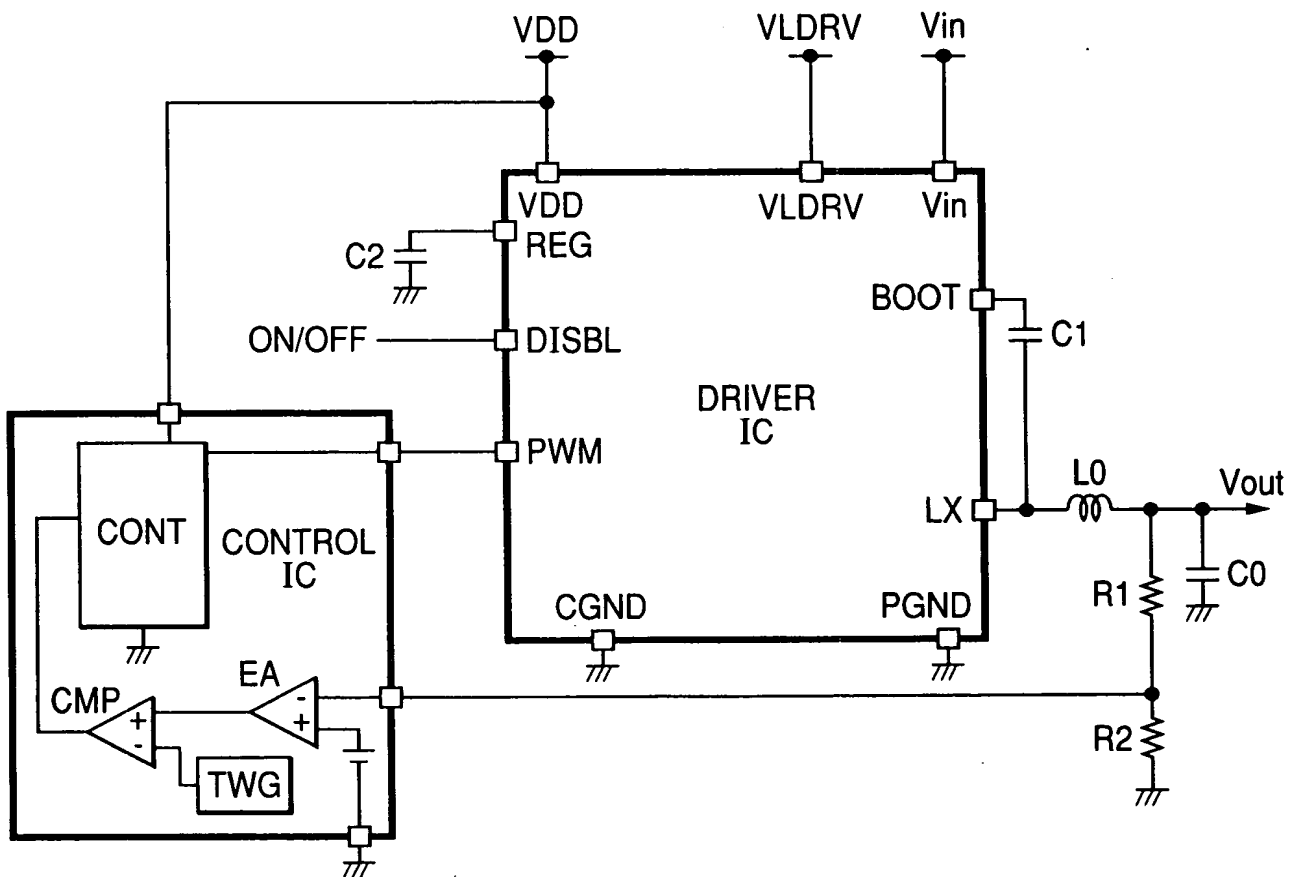 VDD
VLDRV
Vin
VDD
VLDRV
Vin
REG
C2
BOOT
C1
ON/OFF
DISBL
DRIVER
IC
PWM
L0
Vout
LX
CONT
CONTROL
IC
C0
R1
CGND
PGND
EA
CMP
-
+
+
-
R2
TWG